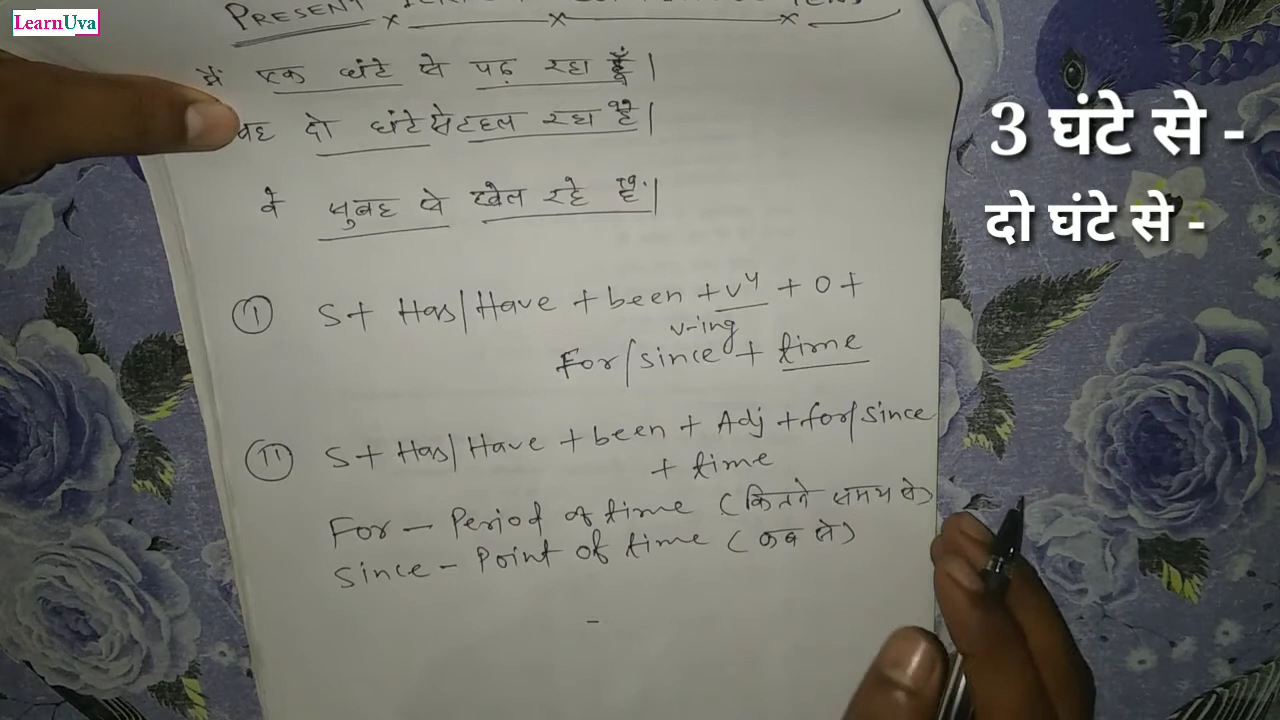 LearnUva
PRESENT
मैं एक घंटे से पढ़ रहा हूँ।
वह दो घंटे से टहल रहा है।
वे सुबह से खेल रहे हैं।
3 घंटे से -
दो घंटे से -
I S + Has/Have + been + V4 + O +
V-ing
For/since + time
II S + Has/Have + been + Adj + for/since
+ time
For - Period of time (कितने समय से)
Since - Point of time (कब से)